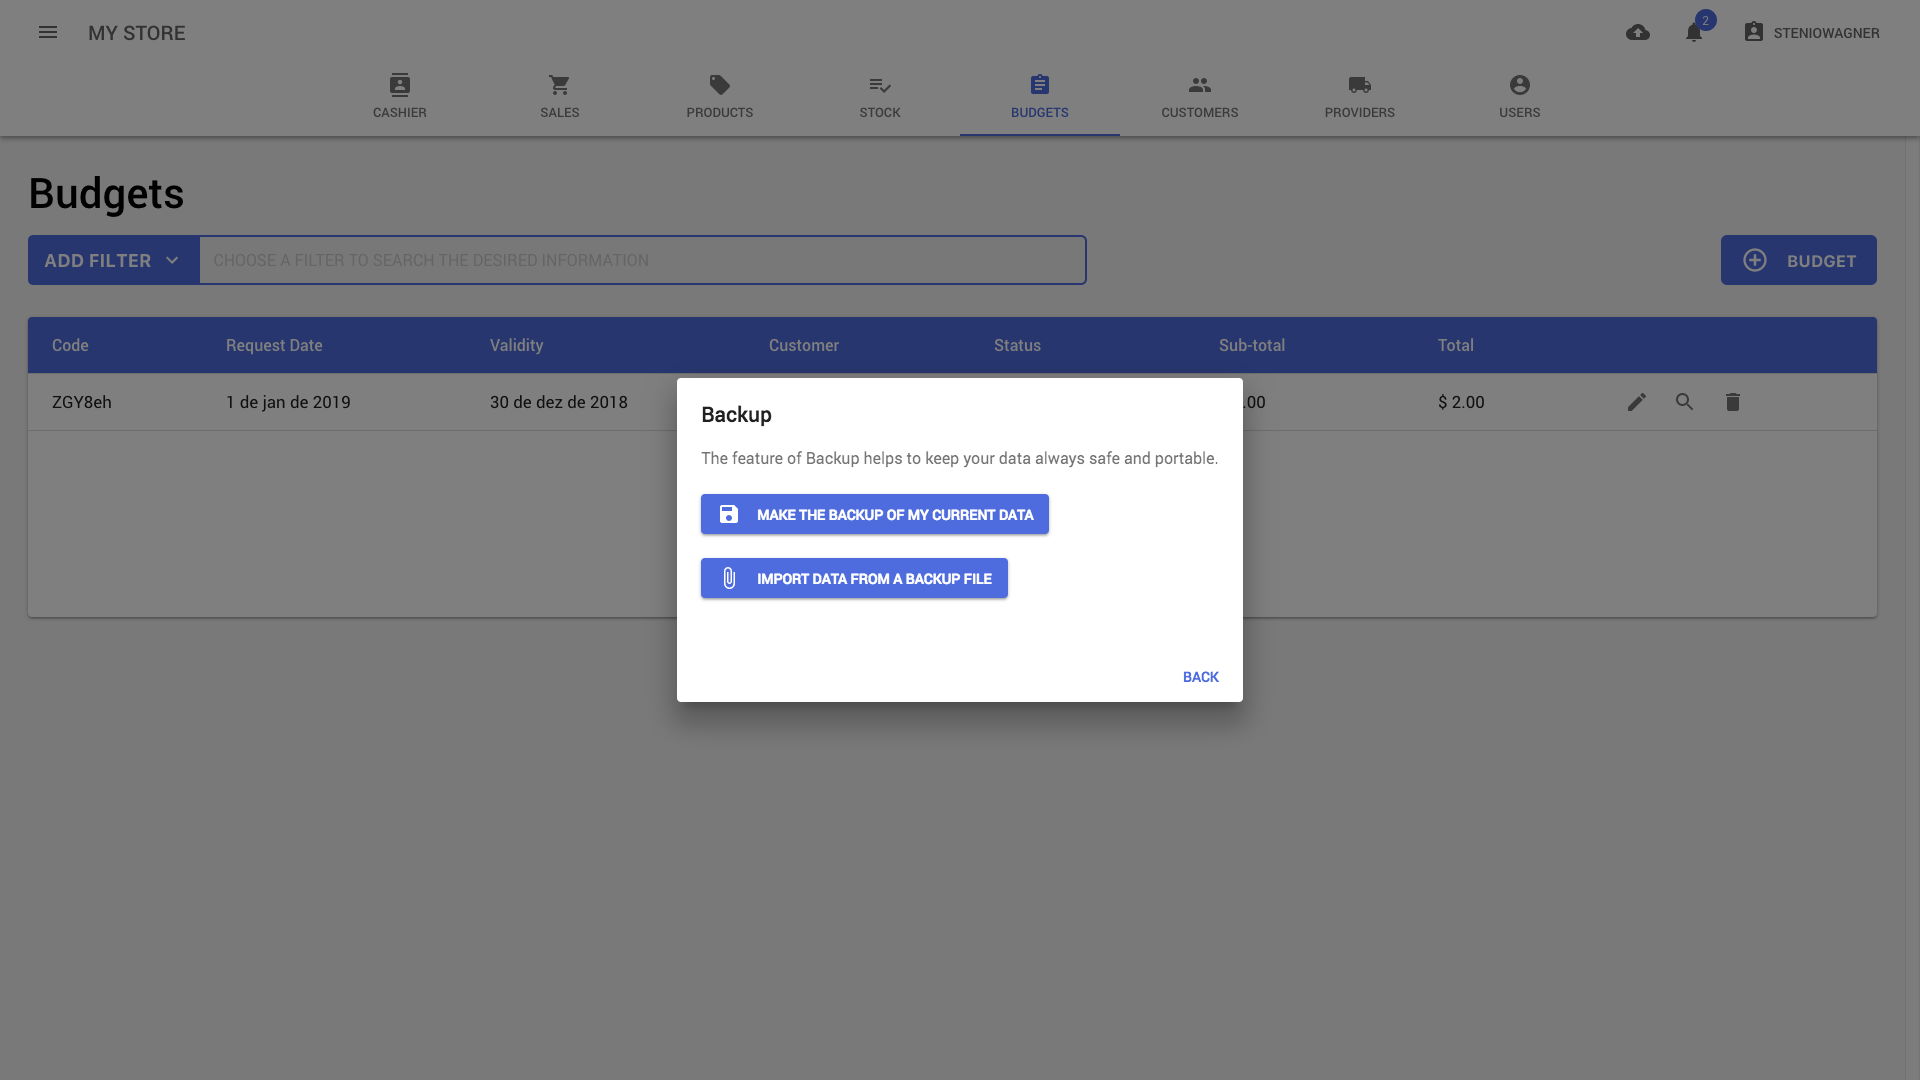 MY STORE
2
STENIOWAGNER
CASHIER
SALES
PRODUCTS
STOCK
BUDGETS
CUSTOMERS
PROVIDERS
USERS
Budgets
ADD FILTER
CHOOSE A FILTER TO SEARCH THE DESIRED INFORMATION
BUDGET
Code Request Date Validity Customer Status Sub-total Total
ZGY8eh 1 de jan de 2019 30 de dez de 2018 .00 $ 2.00
Backup
The feature of Backup helps to keep your data always safe and portable.
MAKE THE BACKUP OF MY CURRENT DATA
IMPORT DATA FROM A BACKUP FILE
BACK